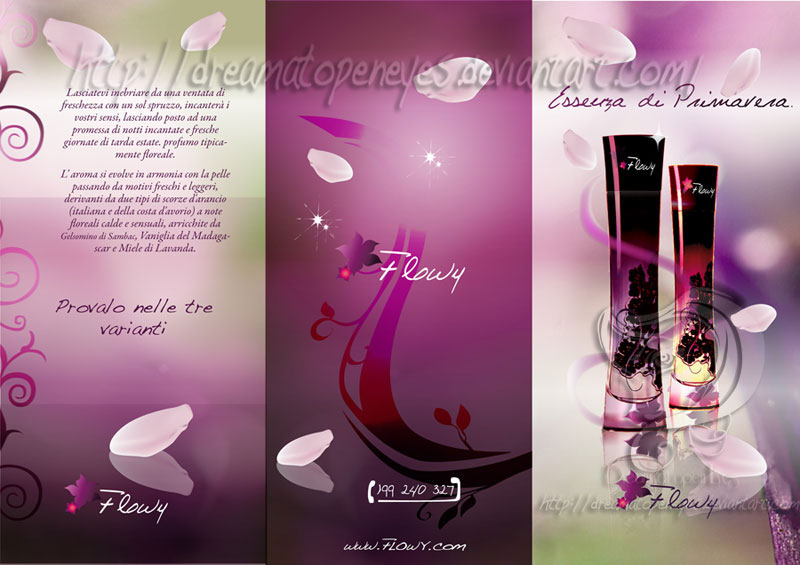 http://dreamatopeneyes.deviantart.com/
Lasciatevi inebriare da una ventata di
freschezza con un sol spruzzo, incanterà i
vostri sensi, lasciando posto ad una
promessa di notti incantate e fresche
giornate di tarda estate. profumo tipica-
mente floreale.
L' aroma si evolve in armonia con la pelle
passando da motivi freschi e leggeri,
derivanti da due tipi di scorze d'arancio
(italiana e della costa d'avorio) a note
floreali calde e sensuali, arricchite da
Gelsomino di Sambac, Vaniglia del Madaga-
scar e Miele di Lavanda.
Provalo nelle tre
varianti
Flowy
Flowy
199 240 327
www.FLOWY.com
Essenza di Primavera.
Flowy
Flowy
http://dreamatopeneyes.deviantart.com/
Flowy